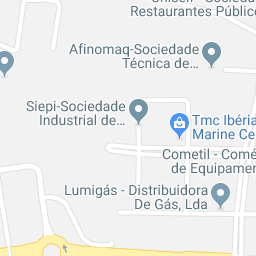 Restaurantes Públic
Afinomaq-Sociedade
Técnica de...
Siepi-Sociedade
Industrial de...
Tmc Ibéria
Marine Ce
Cometil - Comé
de Equipame
Lumigás - Distribuidora
De Gás, Lda